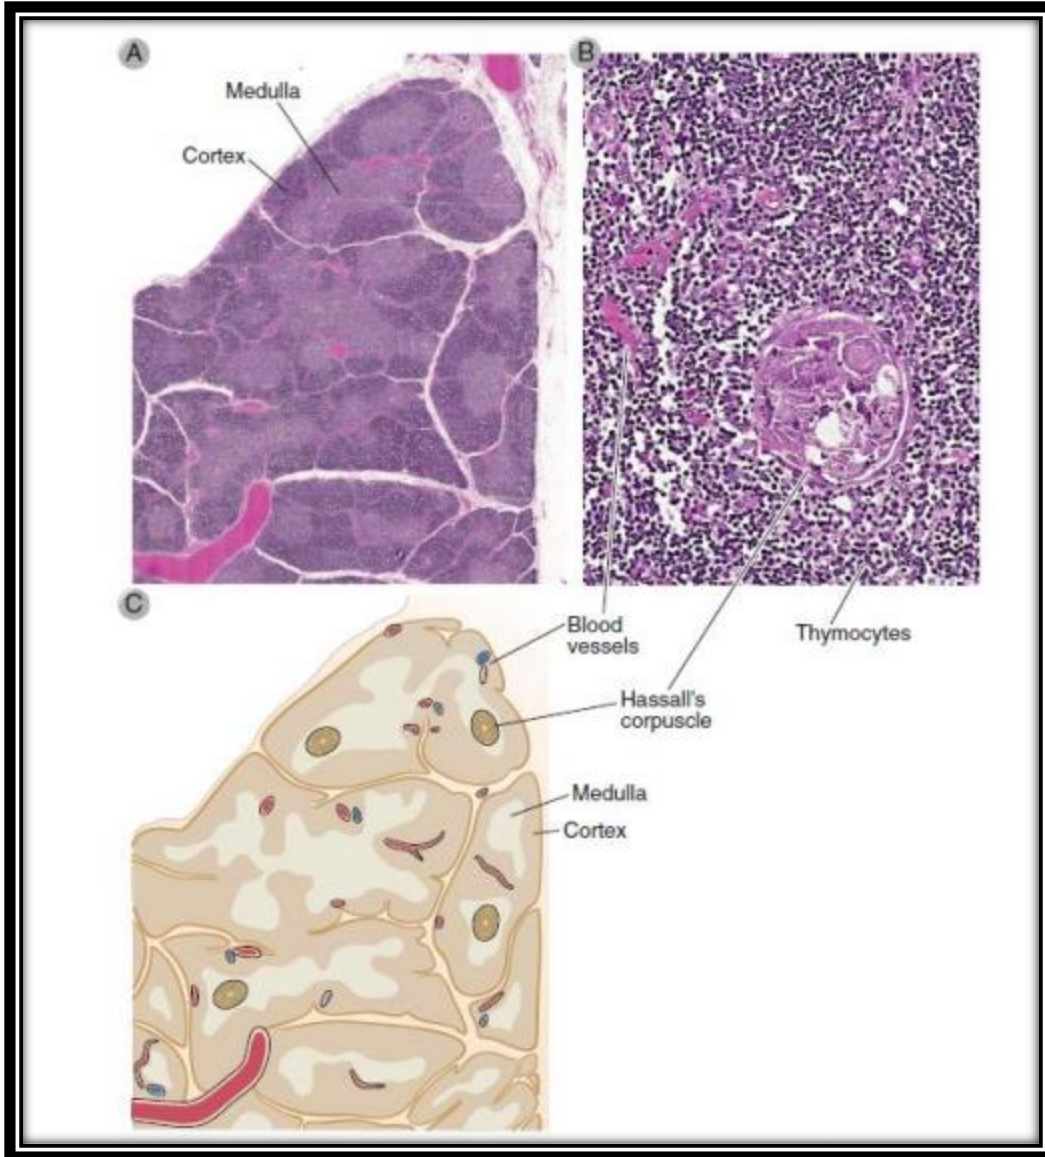 A
Medulla
Cortex
B
Blood
vessels
Thymocytes
Hassall's
corpuscle
C
Medulla
Cortex